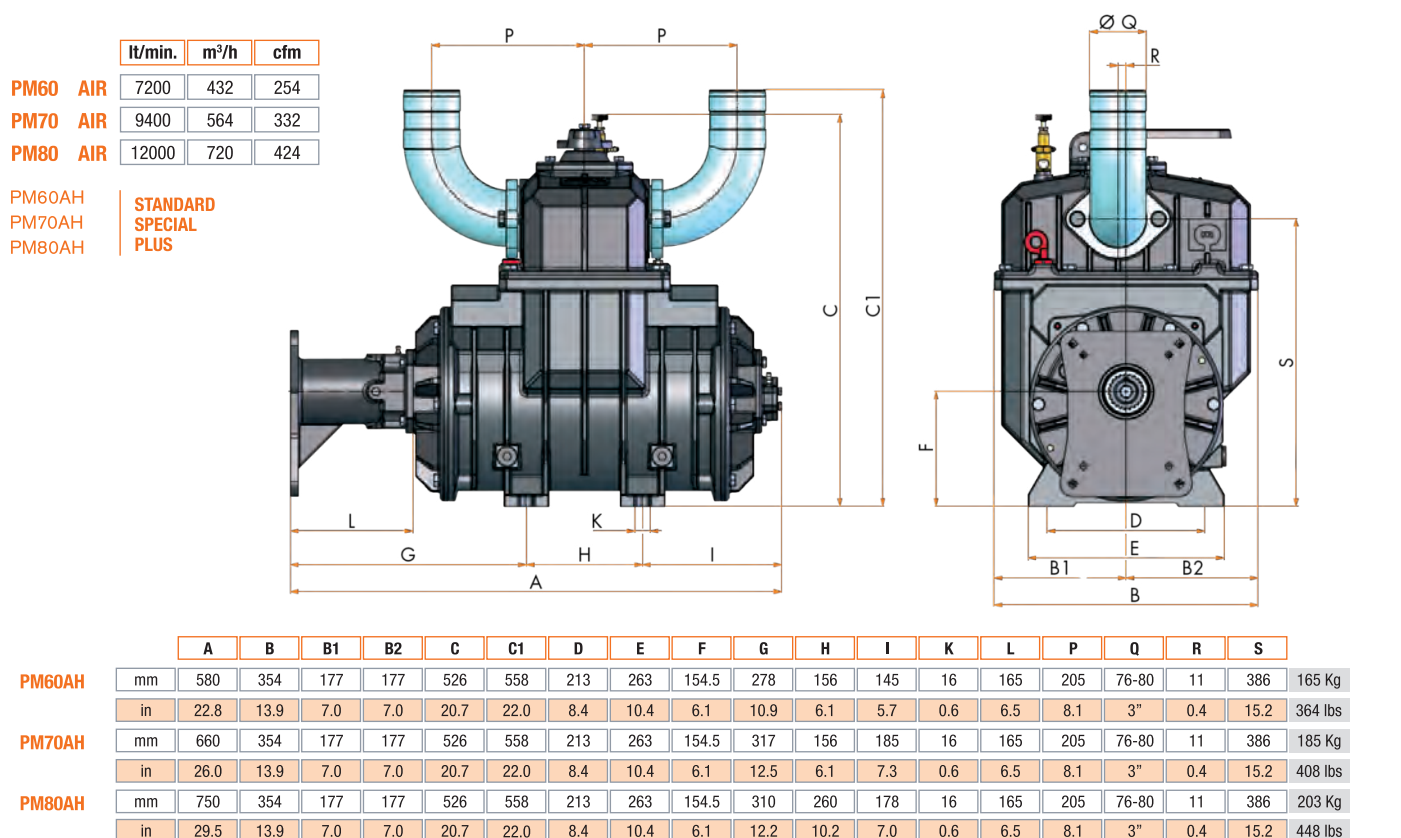 lt/min. m³/h cfm
PM60 AIR 7200 432 254
PM70 AIR 9400 564 332
PM80 AIR 12000 720 424
PM60AH
PM70AH
PM80AH
STANDARD
SPECIAL
PLUS
P P
C
C1
L
K
G H I
A
Ø Q
R
S
F
D
E
B1 B2
B
A B B1 B2 C C1 D E F G H I K L P Q R S
PM60AH mm 580 354 177 177 526 558 213 263 154.5 278 156 145 16 165 205 76-80 11 386 165 Kg
in 22.8 13.9 7.0 7.0 20.7 22.0 8.4 10.4 6.1 10.9 6.1 5.7 0.6 6.5 8.1 3” 0.4 15.2 364 lbs
PM70AH mm 660 354 177 177 526 558 213 263 154.5 317 156 185 16 165 205 76-80 11 386 185 Kg
in 26.0 13.9 7.0 7.0 20.7 22.0 8.4 10.4 6.1 12.5 6.1 7.3 0.6 6.5 8.1 3” 0.4 15.2 408 lbs
PM80AH mm 750 354 177 177 526 558 213 263 154.5 310 260 178 16 165 205 76-80 11 386 203 Kg
in 29.5 13.9 7.0 7.0 20.7 22.0 8.4 10.4 6.1 12.2 10.2 7.0 0.6 6.5 8.1 3” 0.4 15.2 448 lbs